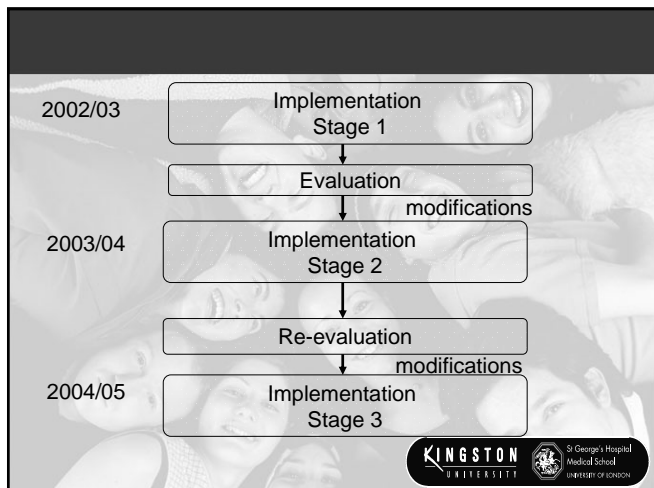 2002/03
Implementation
Stage 1
Evaluation
modifications
2003/04
Implementation
Stage 2
Re-evaluation
modifications
2004/05
Implementation
Stage 3
KINGSTON
UNIVERSITY
St George's Hospital
Medical School
UNIVERSITY OF LONDON